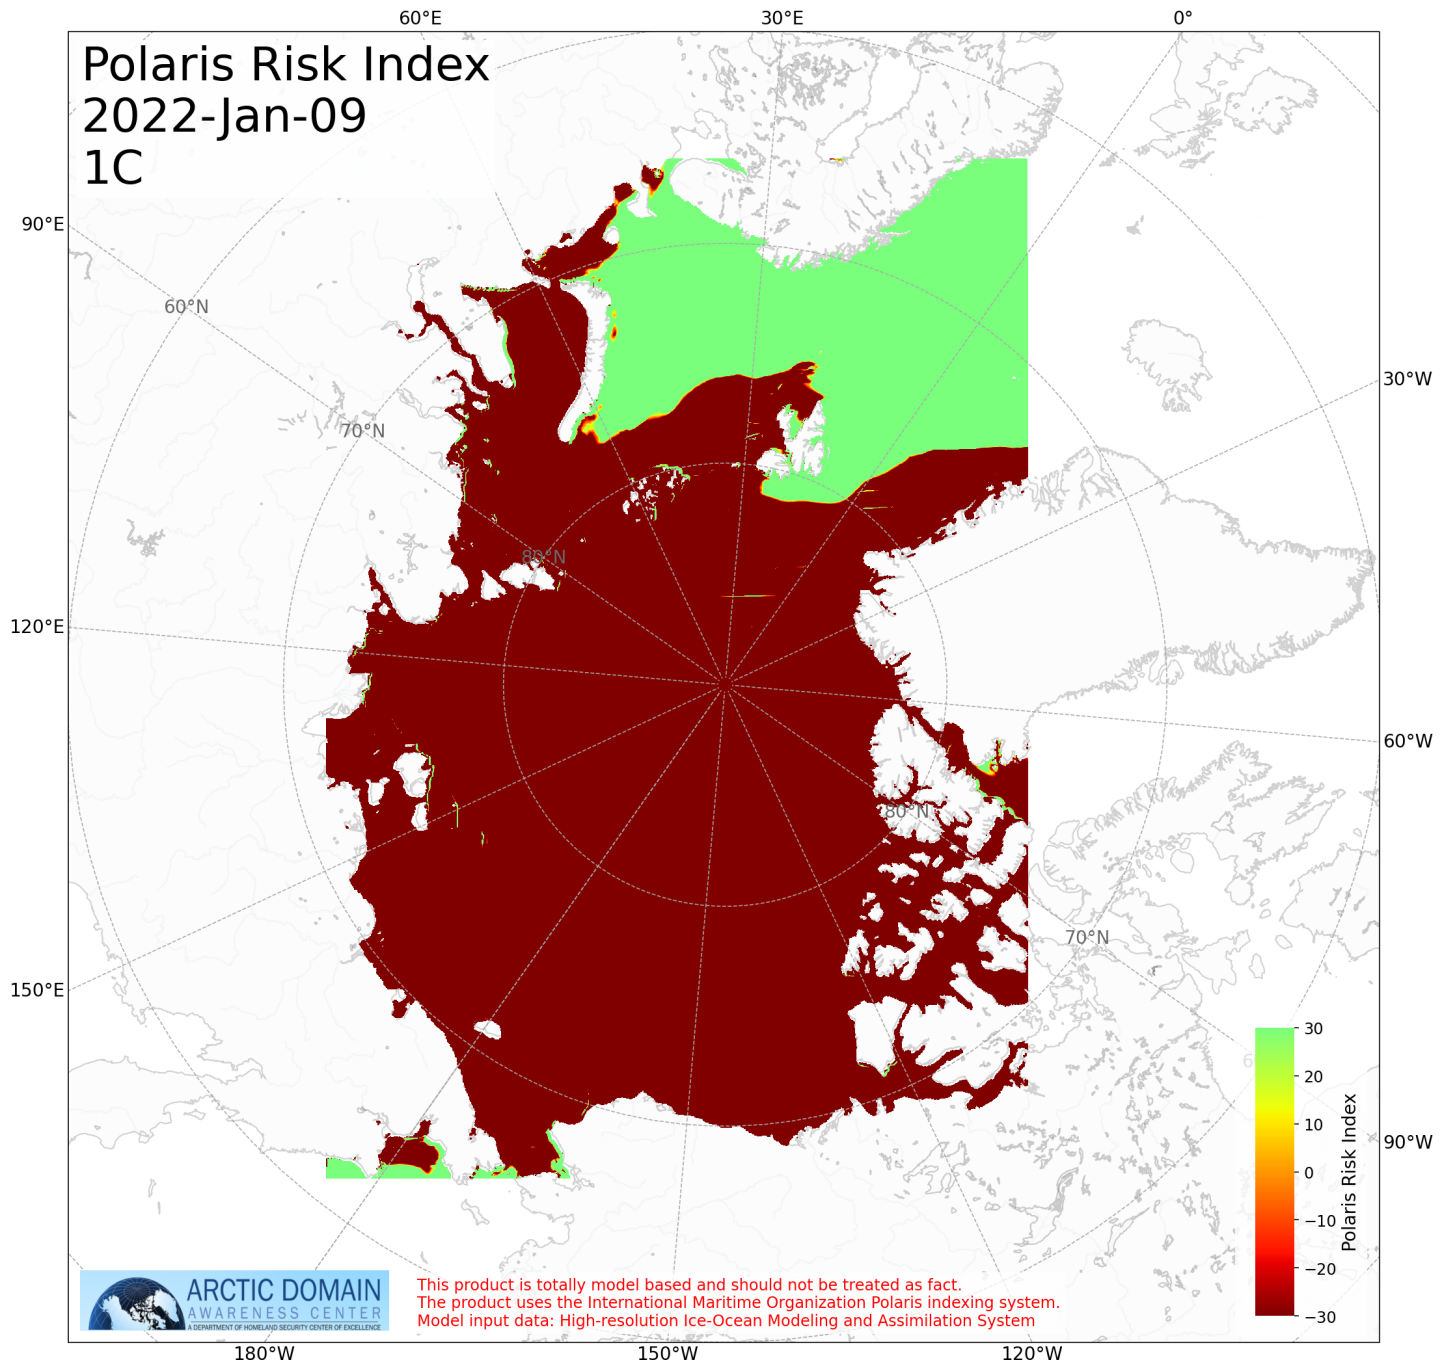 60°E 30°E 0°
Polaris Risk Index
2022-Jan-09
1C
90°E
60°N
30°W
70°N
80°N
120°E
60°W
80°N
70°N
150°E
30
20
10
0
−10
−20
−30
Polaris Risk Index
90°W
ARCTIC DOMAIN
AWARENESS CENTER
A DEPARTMENT OF HOMELAND SECURITY CENTER OF EXCELLENCE
This product is totally model based and should not be treated as fact.
The product uses the International Maritime Organization Polaris indexing system.
Model input data: High-resolution Ice-Ocean Modeling and Assimilation System
180°W 150°W 120°W